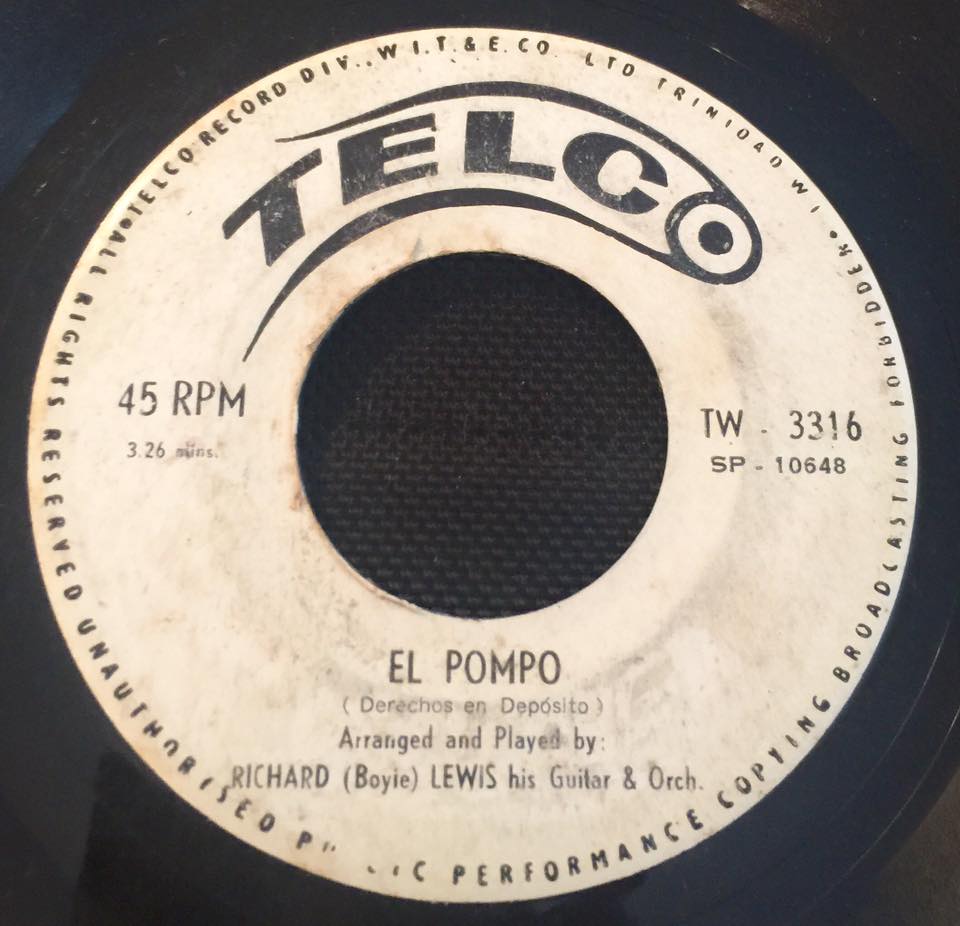 TELCO
TELCO RECORD DIV., W I.T. & E. CO. LTD TRINIDAD W I •
45 RPM
3.26 mins.
TW - 3316
SP - 10648
EL POMPO
( Derechos en Depósito )
Arranged and Played by:
RICHARD (Boyie) LEWIS his Guitar & Orch.
ALL RIGHTS RESERVED UNAUTHORISED PERFORMANCE COPYING BROADCASTING FORBIDDEN